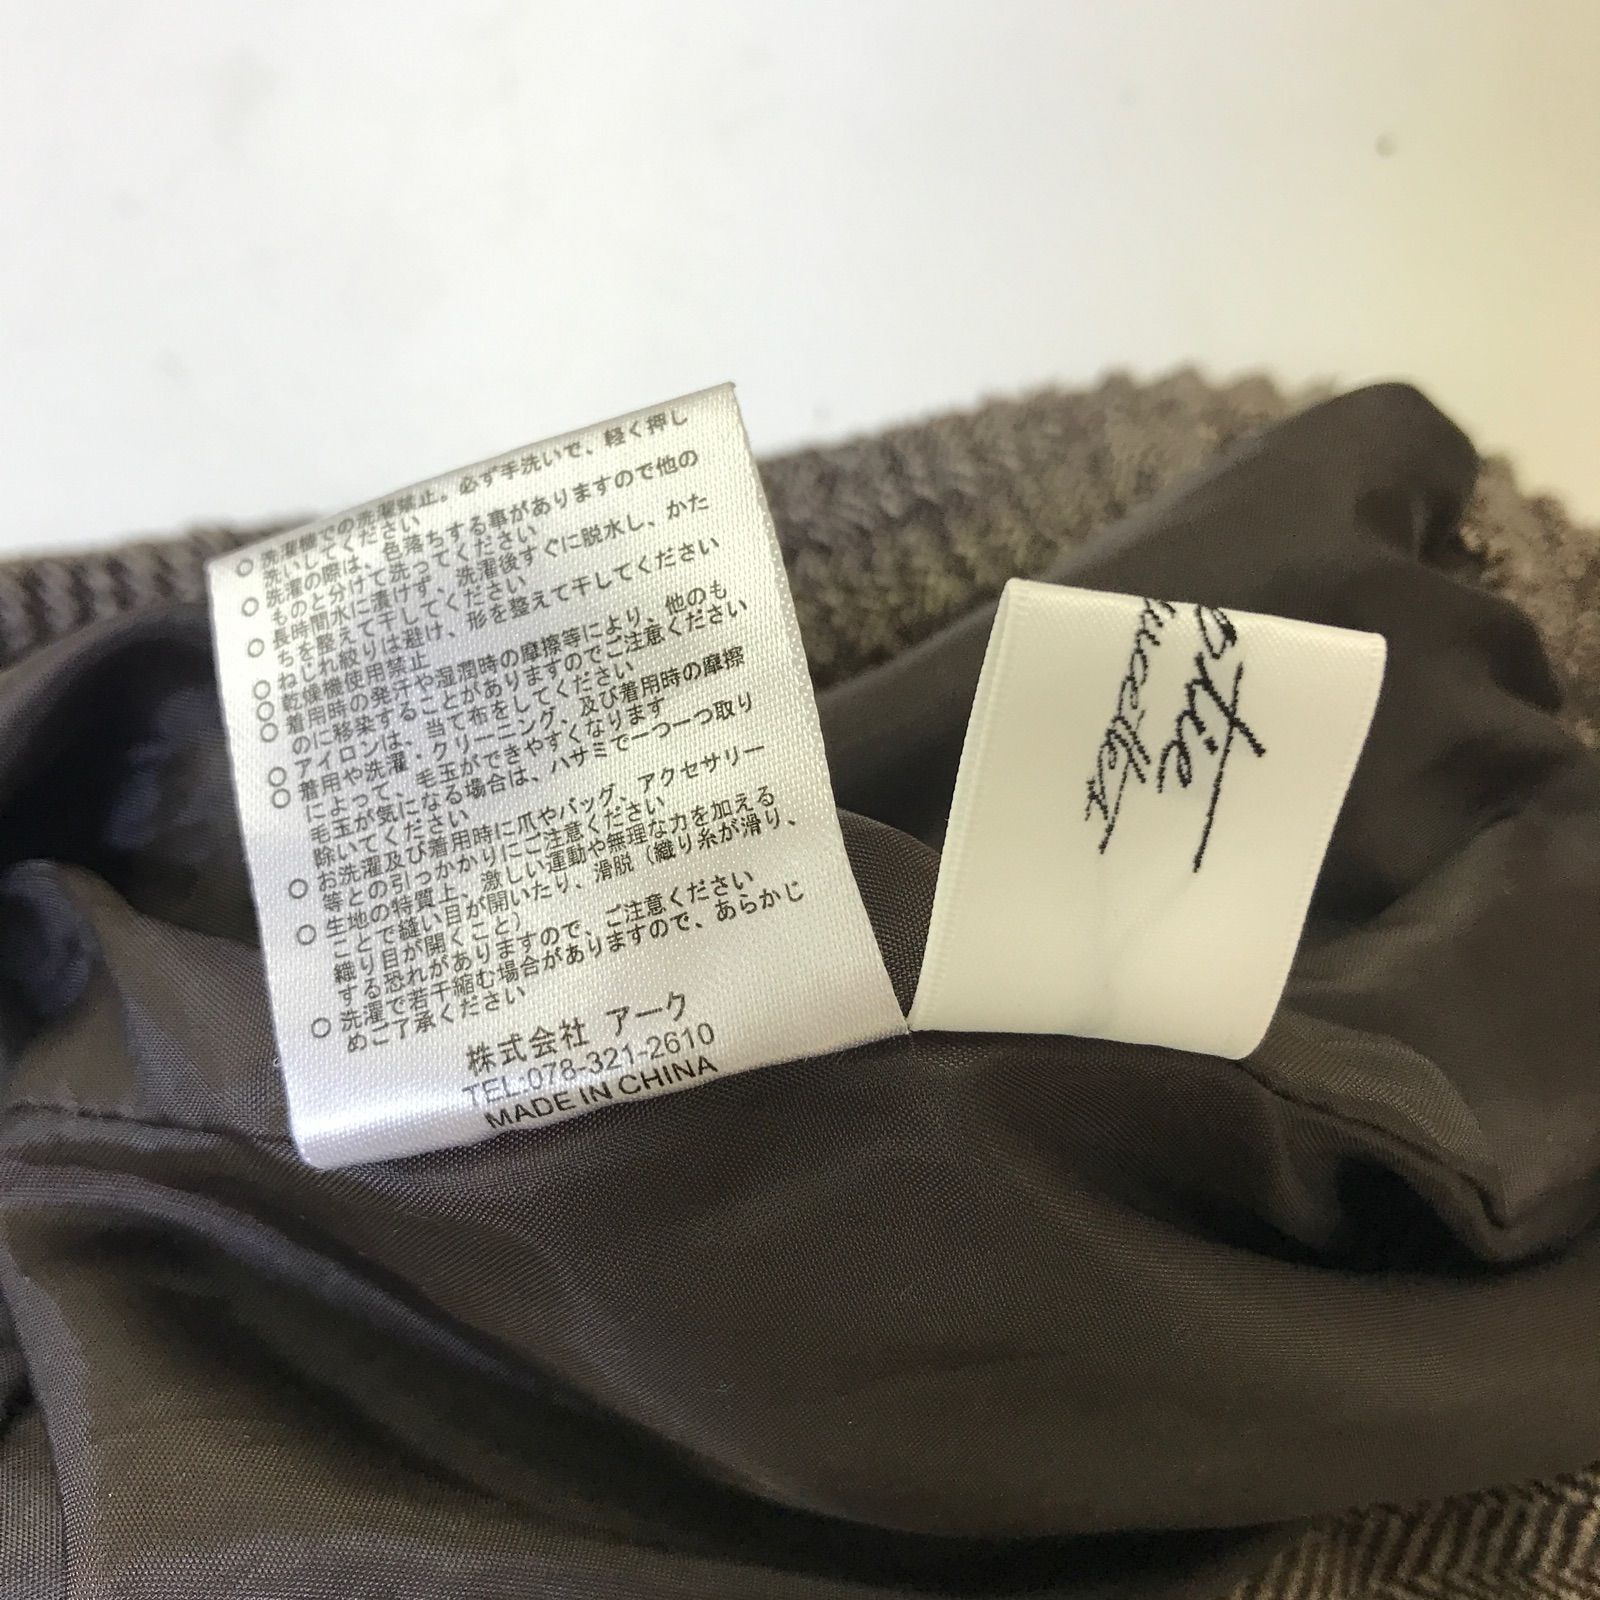 ○ 洗濯機での洗濯禁止。必ず手洗いで、軽く押し
洗いしてください
○ 洗濯の際は、色落ちする事がありますので他の
ものと分けて洗ってください
○ 長時間水に漬けず、洗濯後すぐに脱水し、かた
ちを整えて干してください
○ ねじれ絞りは避け、形を整えて干してください
○ 乾燥機使用禁止
○ 着用時の発汗や湿潤時の摩擦等により、他のも
のに移染することがありますのでご注意ください
○ アイロンは、当て布をしてください
○ 着用や洗濯・クリーニング、及び着用時の摩擦
によって、毛玉ができやすくなります
毛玉が気になる場合は、ハサミで一つ一つ取り
除いてください
○ お洗濯及び着用時に爪やバッグ、アクセサリー
等との引っかかりにご注意ください
○ 生地の特質上、激しい運動や無理な力を加える
ことで縫い目が開いたり、滑脱（織り糸が滑り、
織り目が開くこと）
する恐れがありますので、ご注意ください
○ 洗濯で若干縮む場合がありますので、あらかじ
めご了承ください
株式会社 アーク
TEL:078-321-2610
MADE IN CHINA